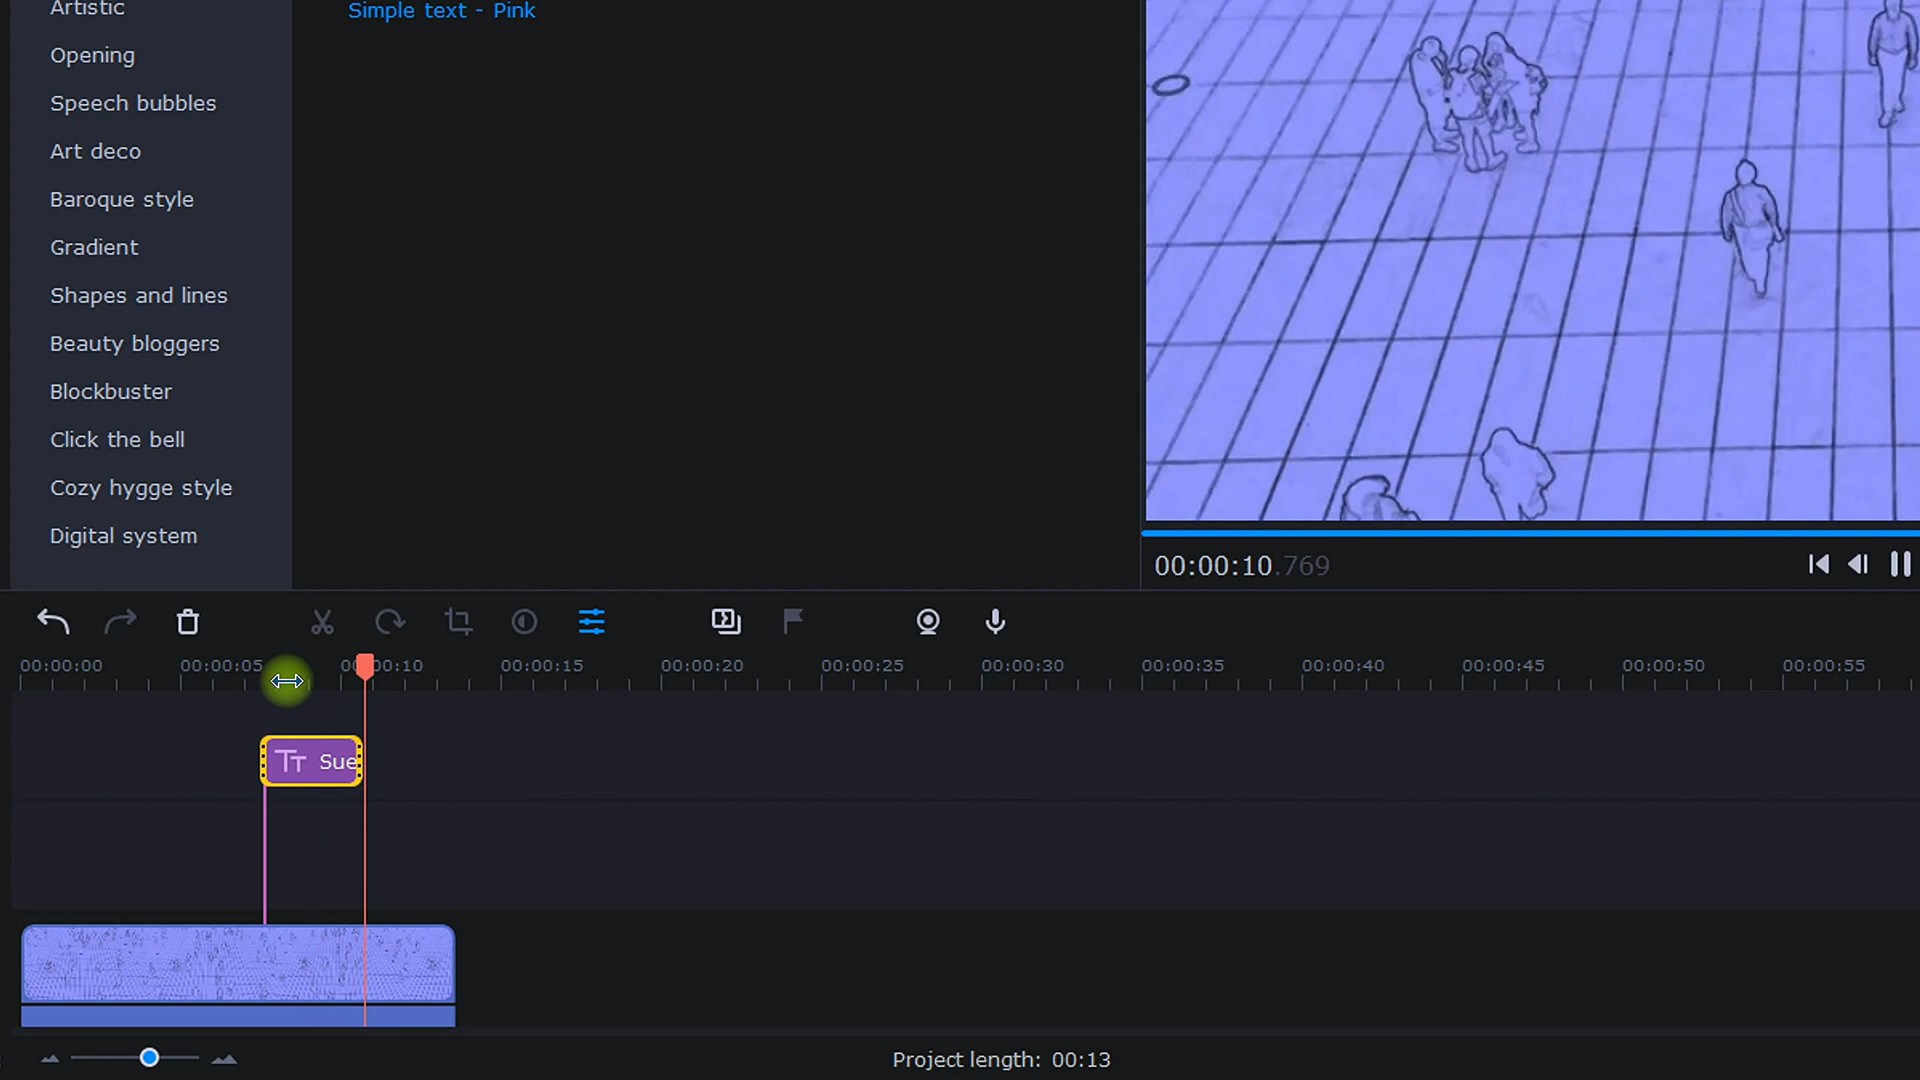 Artistic
Simple text - Pink
Opening
Speech bubbles
Art deco
Baroque style
Gradient
Shapes and lines
Beauty bloggers
Blockbuster
Click the bell
Cozy hygge style
Digital system
00:00:10.769
00:00:00 00:00:05 00:00:10 00:00:15 00:00:20 00:00:25 00:00:30 00:00:35 00:00:40 00:00:45 00:00:50 00:00:55
TT Sue
Project length: 00:13